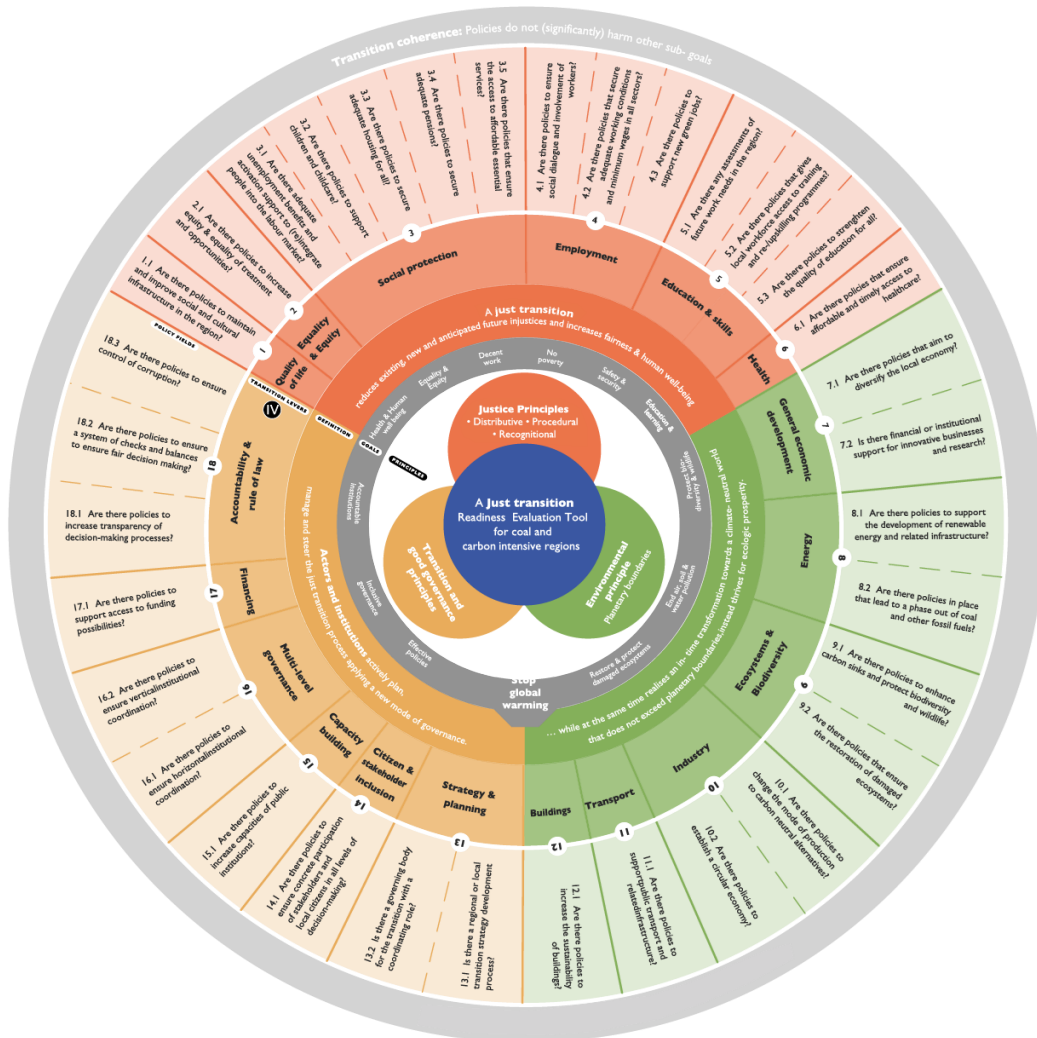 Transition coherence: Policies do not (significantly) harm other sub- goals
POLICY FIELDS
TRANSITION LEVERS
DEFINITION
GOALS
PRINCIPLES
IV
1.1 Are there policies to maintain
and improve social and cultural
infrastructure in the region?
2.1 Are there policies to increase
equity & equality of treatment
and opportunities?
3.1 Are there adequate
unemployment benefits and
activation support to (re)inegrate
people into the labour market?
3.2 Are there policies to support
children and childcare?
3.3 Are there policies to secure
adequate housing for all?
3.4 Are there policies to secure
adequate pensions?
3.5 Are there policies that ensure
the access to affordable essential
services?
4.1 Are there policies to ensure
social dialogue and involvement of
workers?
4.2 Are there policies that secure
adequate working conditions
and minimum wages in all sectors?
4.3 Are there policies to
support new green jobs?
5.1 Are there any assessments of
future work needs in the region?
5.2 Are there policies that gives
local workforce access to training
and re-/upskilling programmes?
5.3 Are there policies to strengthen
the quality of education for all?
6.1 Are there policies that ensure
affordable and timely access to
healthcare?
7.1 Are there policies that aim to
diversify the local economy?
7.2 Is there financial or institutional
support for innovative businesses
and research?
8.1 Are there policies to support
the development of renewable
energy and related infrastructure?
8.2 Are there policies in place
that lead to a phase out of coal
and other fossil fuels?
9.1 Are there policies to enhance
carbon sinks and protect biodiversity
and wildlife?
9.2 Are there policies that ensure
the restoration of damaged
ecosystems?
10.1 Are there policies to
change the mode of production
to carbon neutral alternatives?
10.2 Are there policies to
establish a circular economy?
11.1 Are there policies to
supportpublic transport and
relatedinfrastructure?
12.1 Are there policies to
increase the sustainability
of buildings?
13.1 Is there a regional or local
transition strategy development
process?
13.2 Is there a governing body
for the transition with a
coordinating role?
14.1 Are there policies to
ensure concrete participation
of stakeholders and
local citizens in all levels of
decision-making?
15.1 Are there policies to
increase capacities of public
institutions?
16.1 Are there policies to
ensure horizontalinstitutional
coordination?
16.2 Are there policies to
ensure verticalinstitutional
coordination?
17.1 Are there policies to
support access to funding
possibilities?
18.1 Are there policies to
increase transparency of
decision-making processes?
18.2 Are there policies to ensure
a system of checks and balances
to ensure fair decision making?
18.3 Are there policies to ensure
control of corruption?
1
Quality
of life
2
Equality
& Equity
3
Social protection
4
Employment
5
Education & skills
6
Health
7
General economic
development
8
Energy
9
Ecosystems &
Biodiversity
10
Industry
11
Transport
12
Buildings
13
Strategy &
planning
14
Citizen &
stakeholder
inclusion
15
Capacity
building
16
Multi-level
governance
17
Financing
18
Accountability &
rule of law
A just transition
reduces existing, new and anticipated future injustices and increases fairness & human well-being
... while at the same time realises an in- time transformation towards a climate- neutral world
that does not exceed planetary boundaries,instead thrives for ecologic prosperity.
Actors and institutions actively plan,
manage and steer the just transition process applying a new mode of governance.
Health & Human
well being
Equality &
Equity
Decent
work
No
poverty
Safety &
security
Education &
learning
Protect bio-
diversity & wildlife
End air, soil &
water pollution
Restore & protect
damaged ecosystems
Stop
global
warming
Effective
policies
Inclusive
governance
Accountable
Institutions
Justice Principles
• Distributive • Procedural
• Recognitional
A Just transition
Readiness Evaluation Tool
for coal and
carbon intensive regions
Transition and
good governance
principles
Environmental
principle
Planetary boundaries